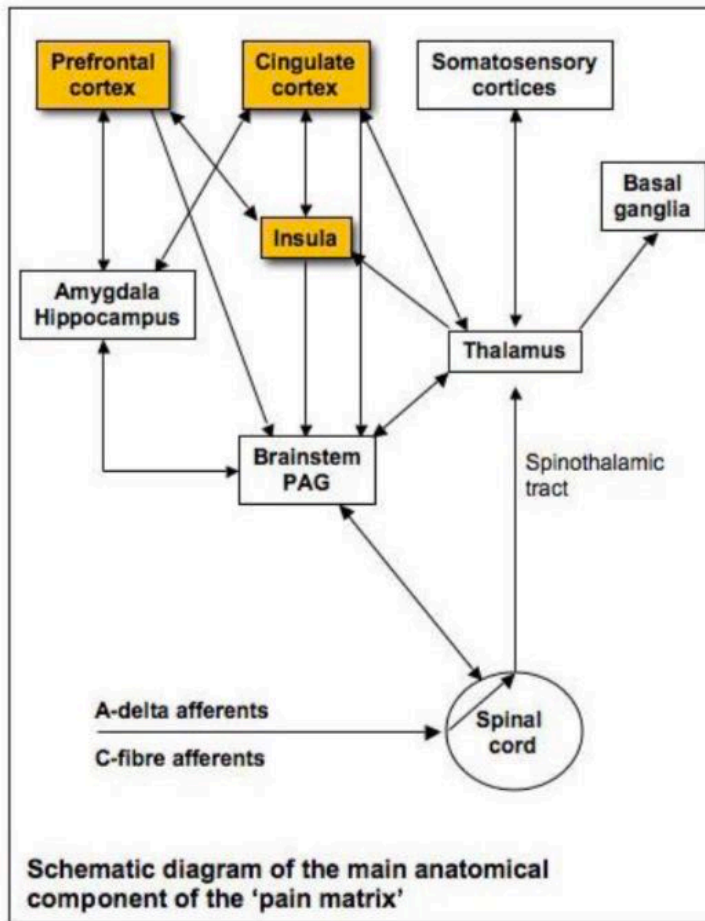 Prefrontal
cortex
Cingulate
cortex
Somatosensory
cortices
Basal
ganglia
Insula
Amygdala
Hippocampus
Thalamus
Brainstem
PAG
Spinothalamic
tract
A-delta afferents
C-fibre afferents
Spinal
cord
Schematic diagram of the main anatomical
component of the ‘pain matrix’